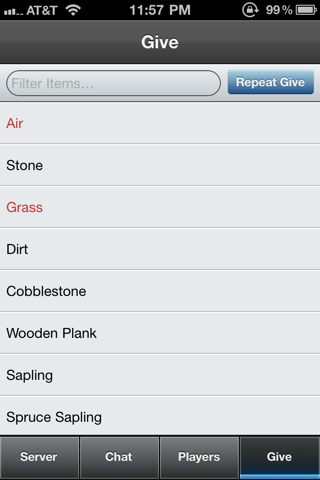 AT&T 11:57 PM 99%
Give
Filter Items... Repeat Give
Air
Stone
Grass
Dirt
Cobblestone
Wooden Plank
Sapling
Spruce Sapling
Server Chat Players Give